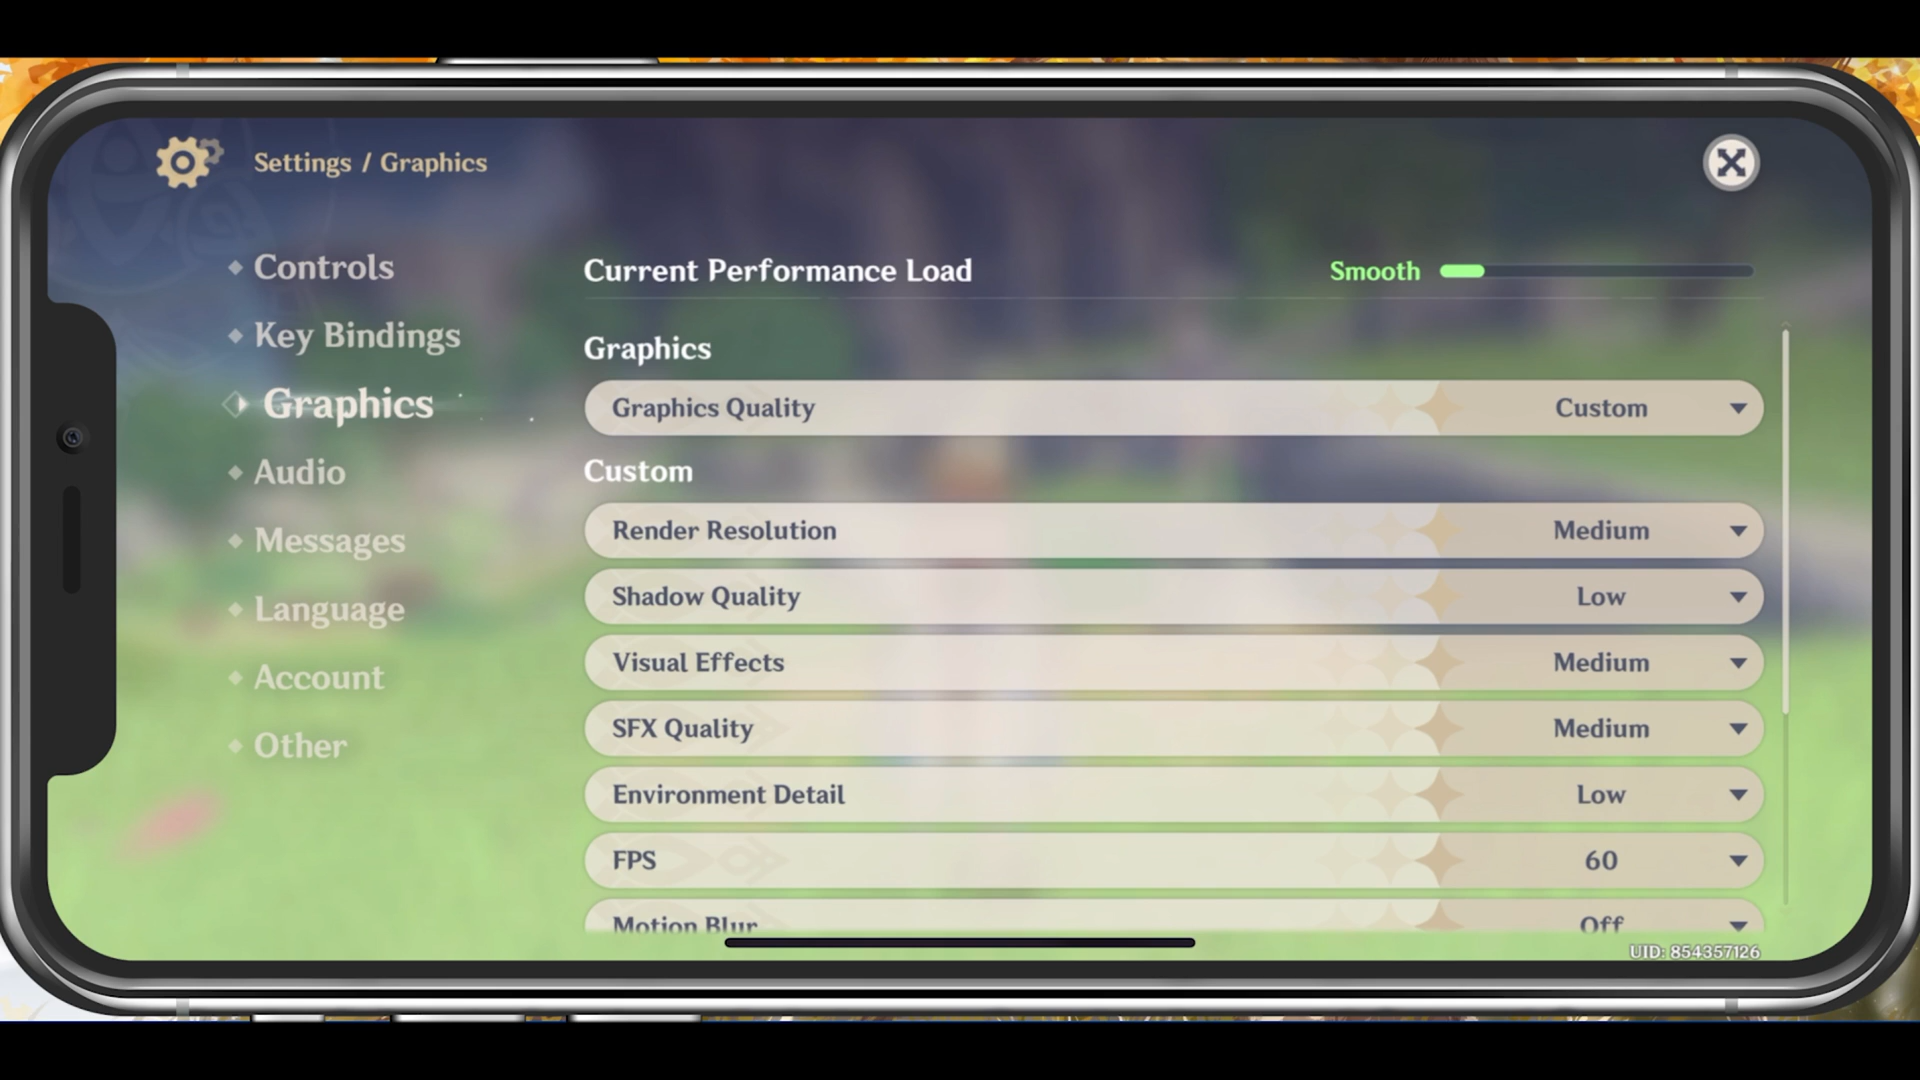 Settings / Graphics
Controls
Key Bindings
Graphics
Audio
Messages
Language
Account
Other
Current Performance Load
Smooth
Graphics
Graphics Quality
Custom
Custom
Render Resolution
Medium
Shadow Quality
Low
Visual Effects
Medium
SFX Quality
Medium
Environment Detail
Low
FPS
60
Motion Blur
Off
UID: 854357126